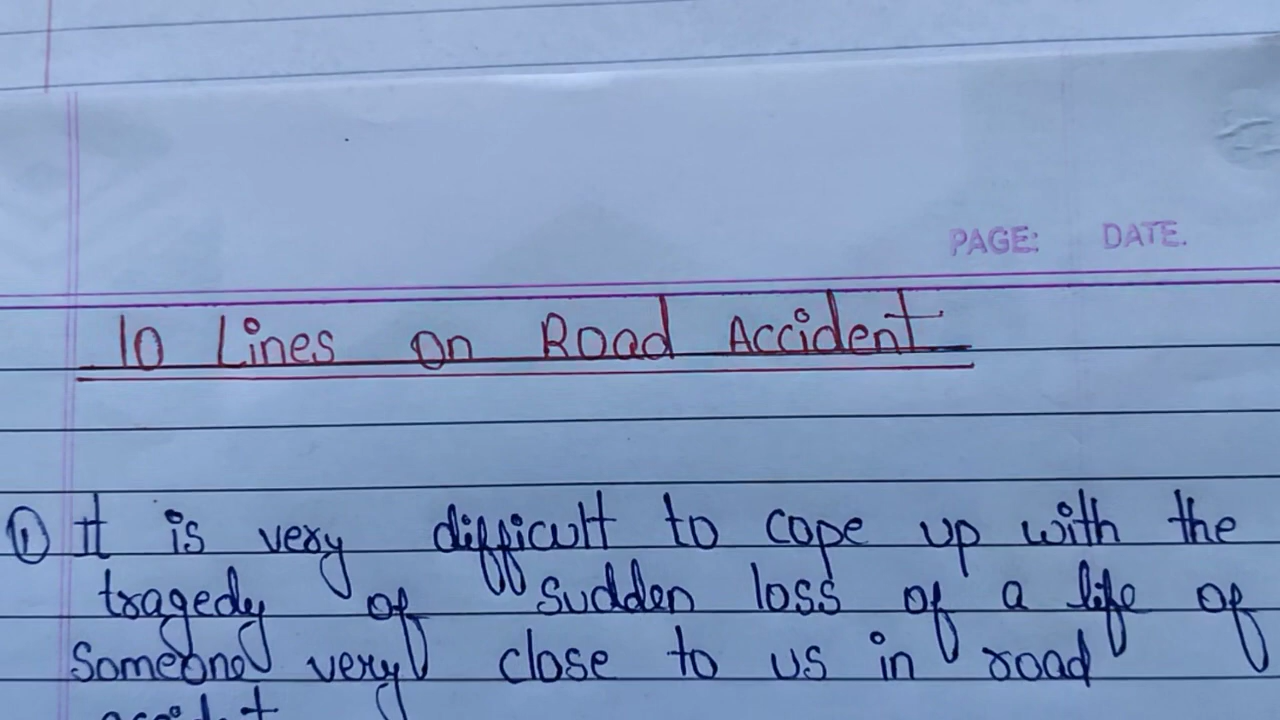 PAGE: DATE.
10 Lines on Road Accident
① It is very difficult to cope up with the
tragedy of sudden loss of a life of
someone very close to us in road